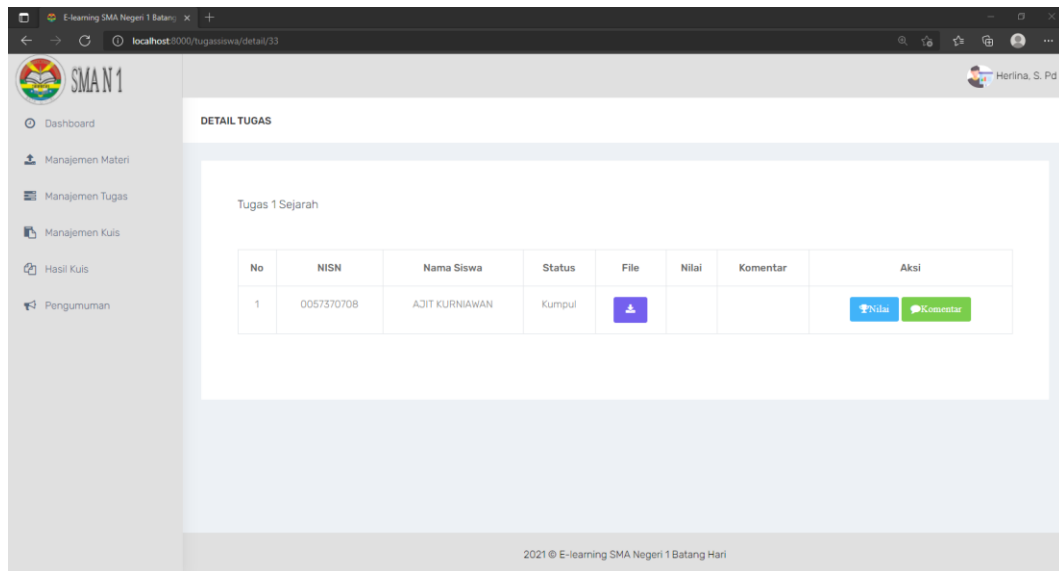 E-learning SMA Negeri 1 Batang
localhost:8000/tugassiswa/detail/33
SMA N 1
Herlina, S. Pd
Dashboard
DETAIL TUGAS
Manajemen Materi
Manajemen Tugas
Tugas 1 Sejarah
Manajemen Kuis
Hasil Kuis
No NISN Nama Siswa Status File Nilai Komentar Aksi
Pengumuman
1 0057370708 AJIT KURNIAWAN Kumpul Nilai Komentar
2021 © E-learning SMA Negeri 1 Batang Hari